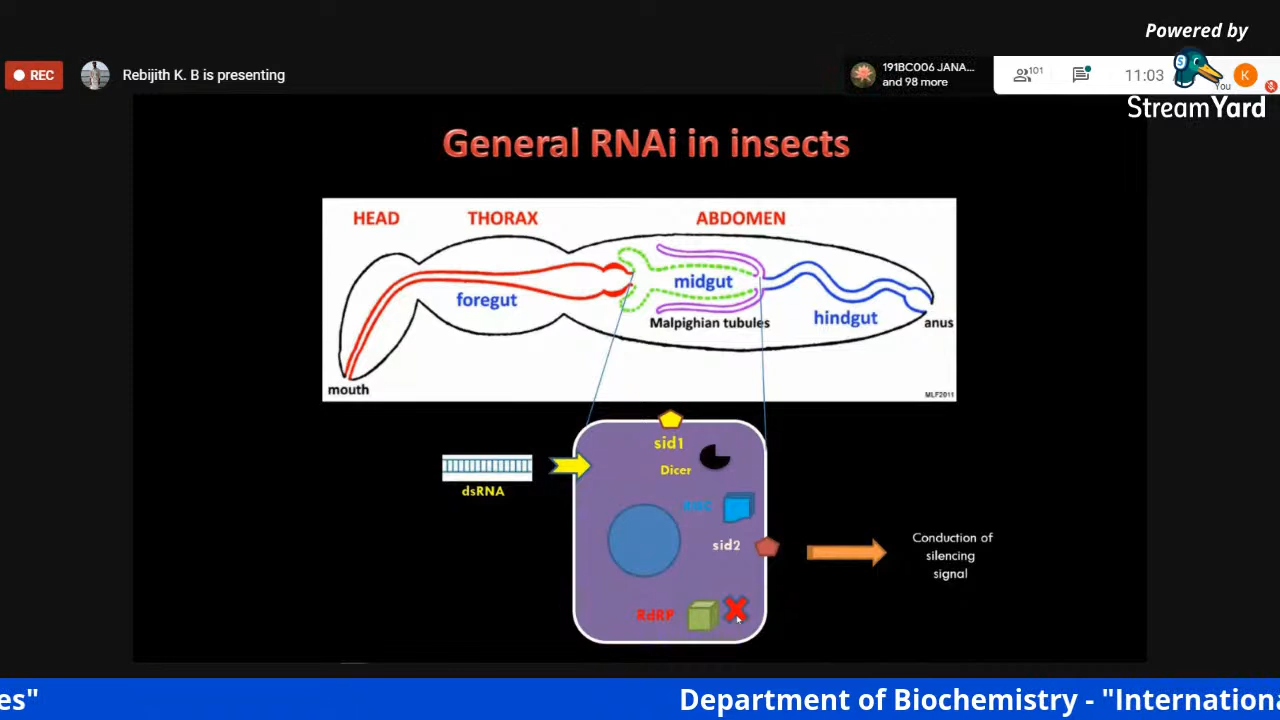 Powered by
REC
Rebijith K. B is presenting
191BC006 JANA...
and 98 more
101
11:03
You
K
StreamYard
General RNAi in insects
HEAD
THORAX
ABDOMEN
foregut
midgut
Malpighian tubules
hindgut
anus
mouth
MLF2011
sid1
Dicer
dsRNA
sid2
Conduction of
silencing
signal
RdRP
es" Department of Biochemistry - "Internationa